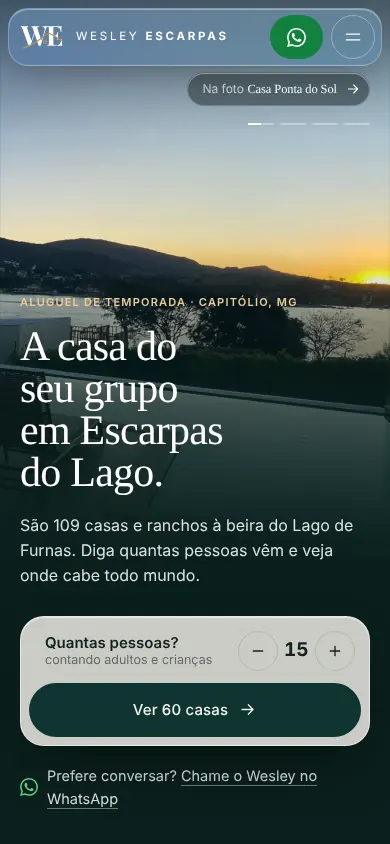 WE WESLEY ESCARPAS
Na foto Casa Ponta do Sol →
ALUGUEL DE TEMPORADA · CAPITÓLIO, MG
A casa do
seu grupo
em Escarpas
do Lago.
São 109 casas e ranchos à beira do Lago de
Furnas. Diga quantas pessoas vêm e veja
onde cabe todo mundo.
Quantas pessoas?
contando adultos e crianças
− 15 +
Ver 60 casas →
Prefere conversar? Chame o Wesley no
WhatsApp